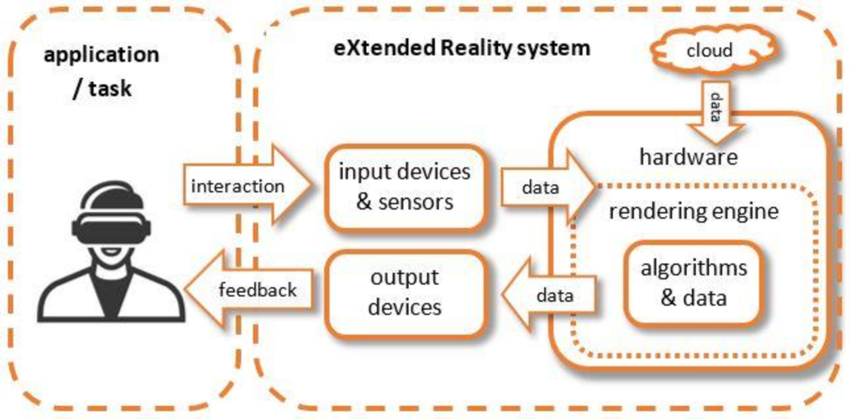 application
/ task
eXtended Reality system
cloud
data
hardware
interaction
input devices
& sensors
data
rendering engine
algorithms
& data
feedback
output
devices
data